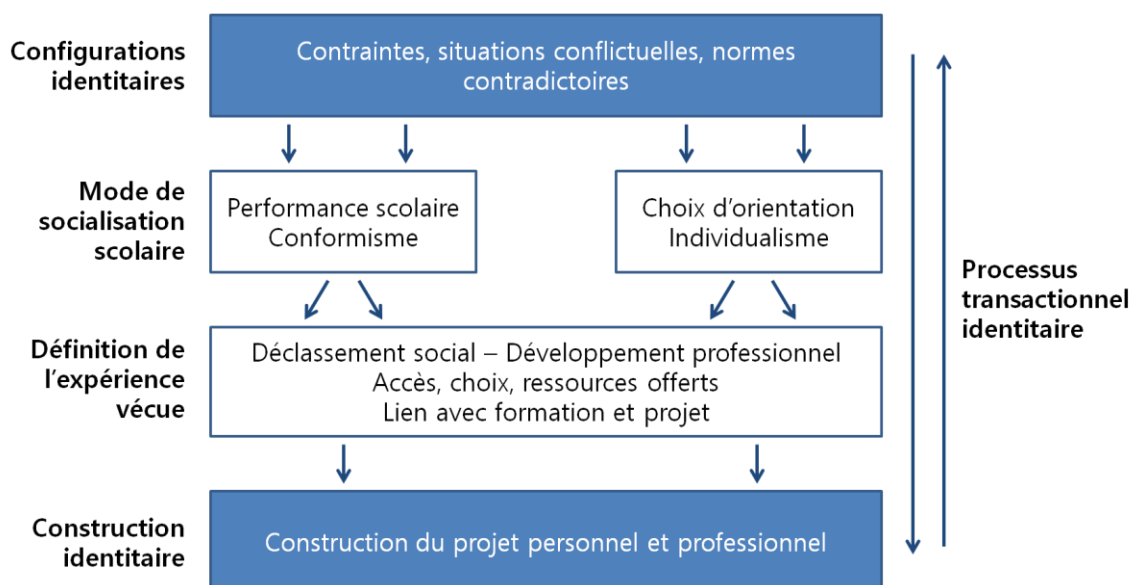 Configurations
identitaires
Contraintes, situations conflictuelles, normes
contradictoires
Mode de
socialisation
scolaire
Performance scolaire
Conformisme
Choix d'orientation
Individualisme
Processus
transactionnel
identitaire
Définition de
l'expérience
vécue
Déclassement social – Développement professionnel
Accès, choix, ressources offerts
Lien avec formation et projet
Construction
identitaire
Construction du projet personnel et professionnel